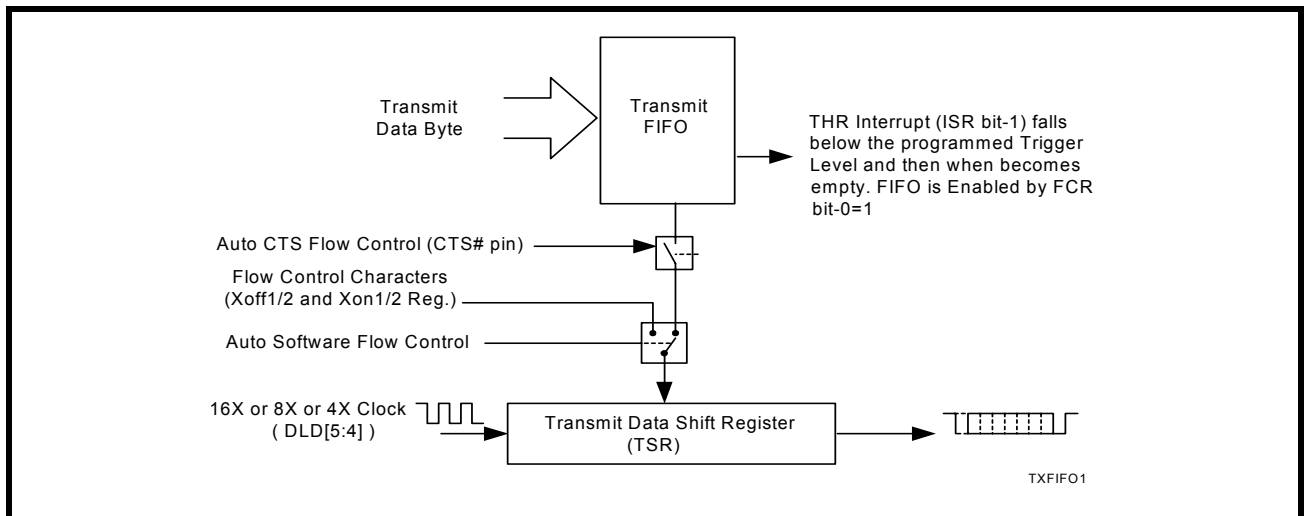 Transmit
Data Byte
Transmit
FIFO
THR Interrupt (ISR bit-1) falls
below the programmed Trigger
Level and then when becomes
empty. FIFO is Enabled by FCR
bit-0=1
Auto CTS Flow Control (CTS# pin)
Flow Control Characters
(Xoff1/2 and Xon1/2 Reg.)
Auto Software Flow Control
16X or 8X or 4X Clock
( DLD[5:4] )
Transmit Data Shift Register
(TSR)
TXFIFO1